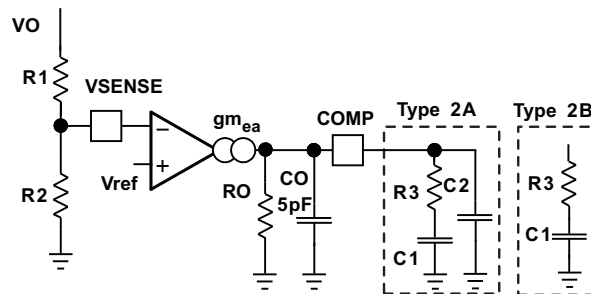 VO
R1
VSENSE
gm_ea
COMP
Type 2A
Type 2B
R2
Vref
RO
CO
5pF
R3
C2
C1
R3
C1
−
+